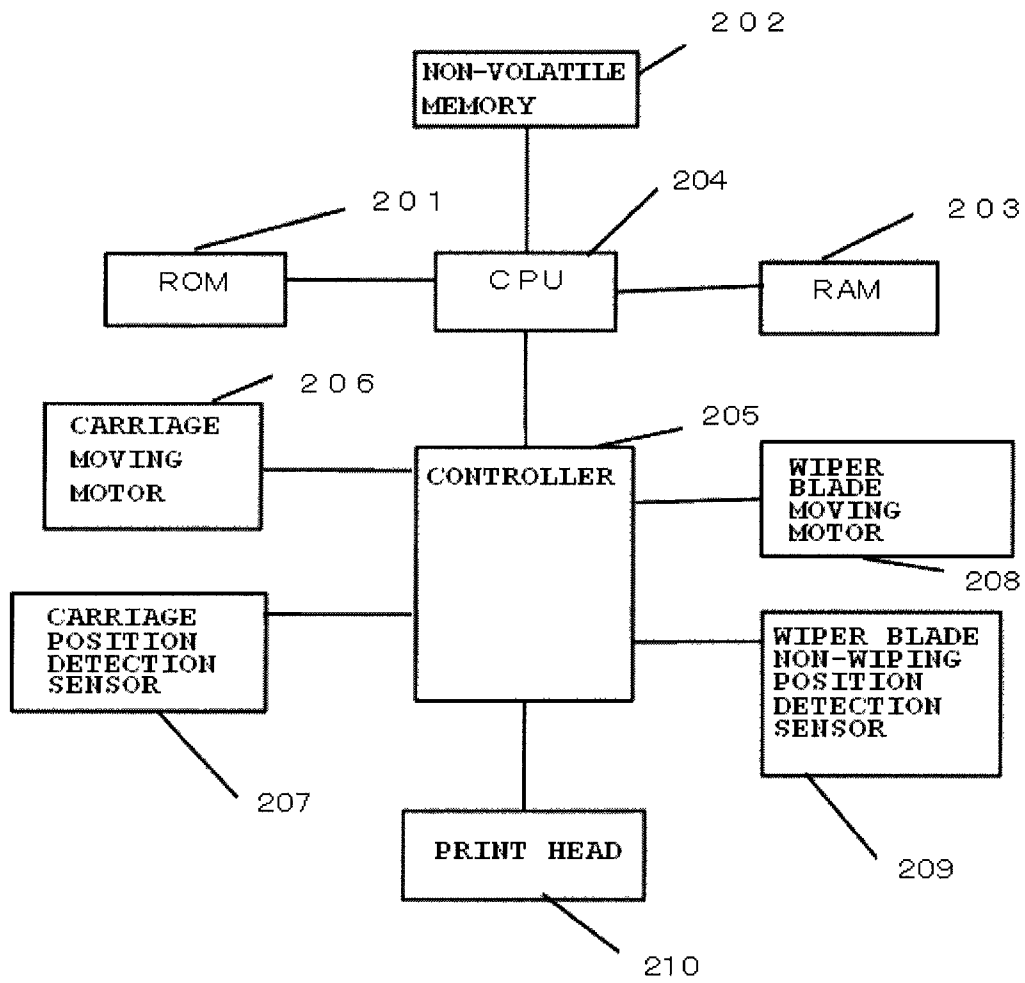 202
NON-VOLATILE
MEMORY
204
201
203
ROM
CPU
RAM
206
205
CARRIAGE
MOVING
MOTOR
CONTROLLER
WIPER
BLADE
MOVING
MOTOR
208
CARRIAGE
POSITION
DETECTION
SENSOR
WIPER BLADE
NON-WIPING
POSITION
DETECTION
SENSOR
207
PRINT HEAD
209
210